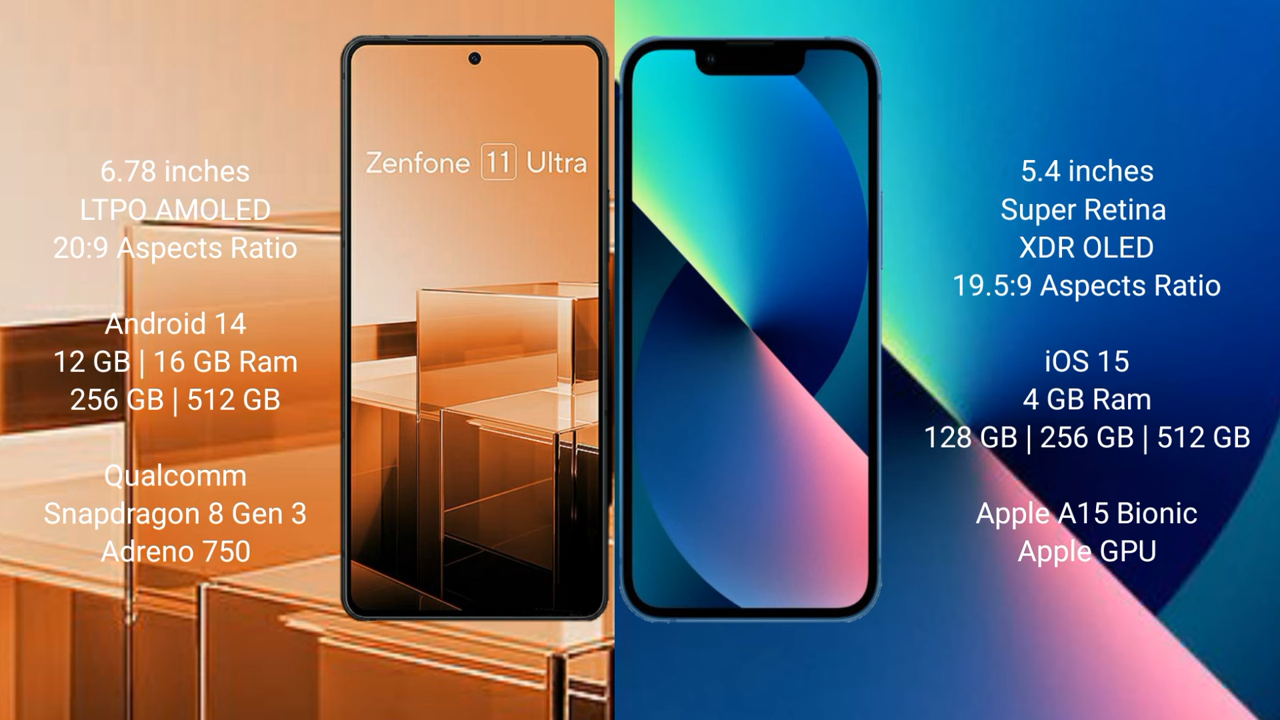 6.78 inches
LTPO AMOLED
20:9 Aspects Ratio
Android 14
12 GB | 16 GB Ram
256 GB | 512 GB
Qualcomm
Snapdragon 8 Gen 3
Adreno 750
Zenfone 11 Ultra
5.4 inches
Super Retina
XDR OLED
19.5:9 Aspects Ratio
iOS 15
4 GB Ram
128 GB | 256 GB | 512 GB
Apple A15 Bionic
Apple GPU